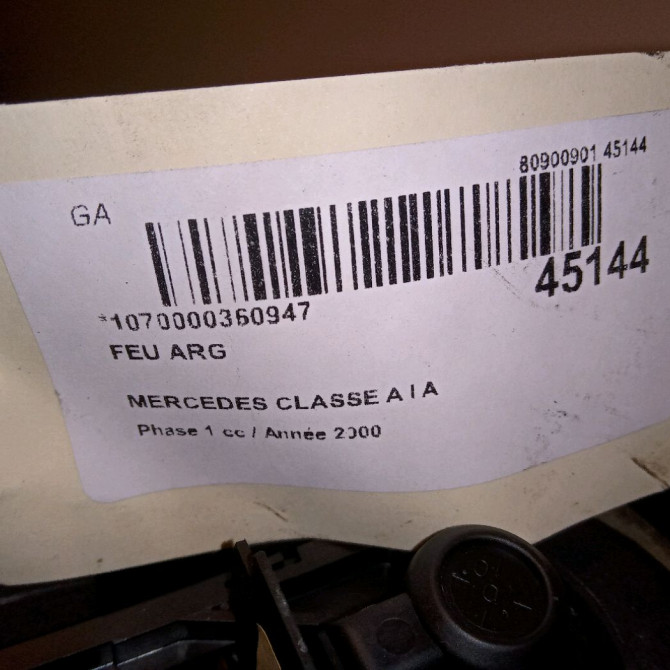 80900901 45144
GA
45144
*1070000360947
FEU ARG
MERCEDES CLASSE A I A
Phase 1 cc / Année 2000